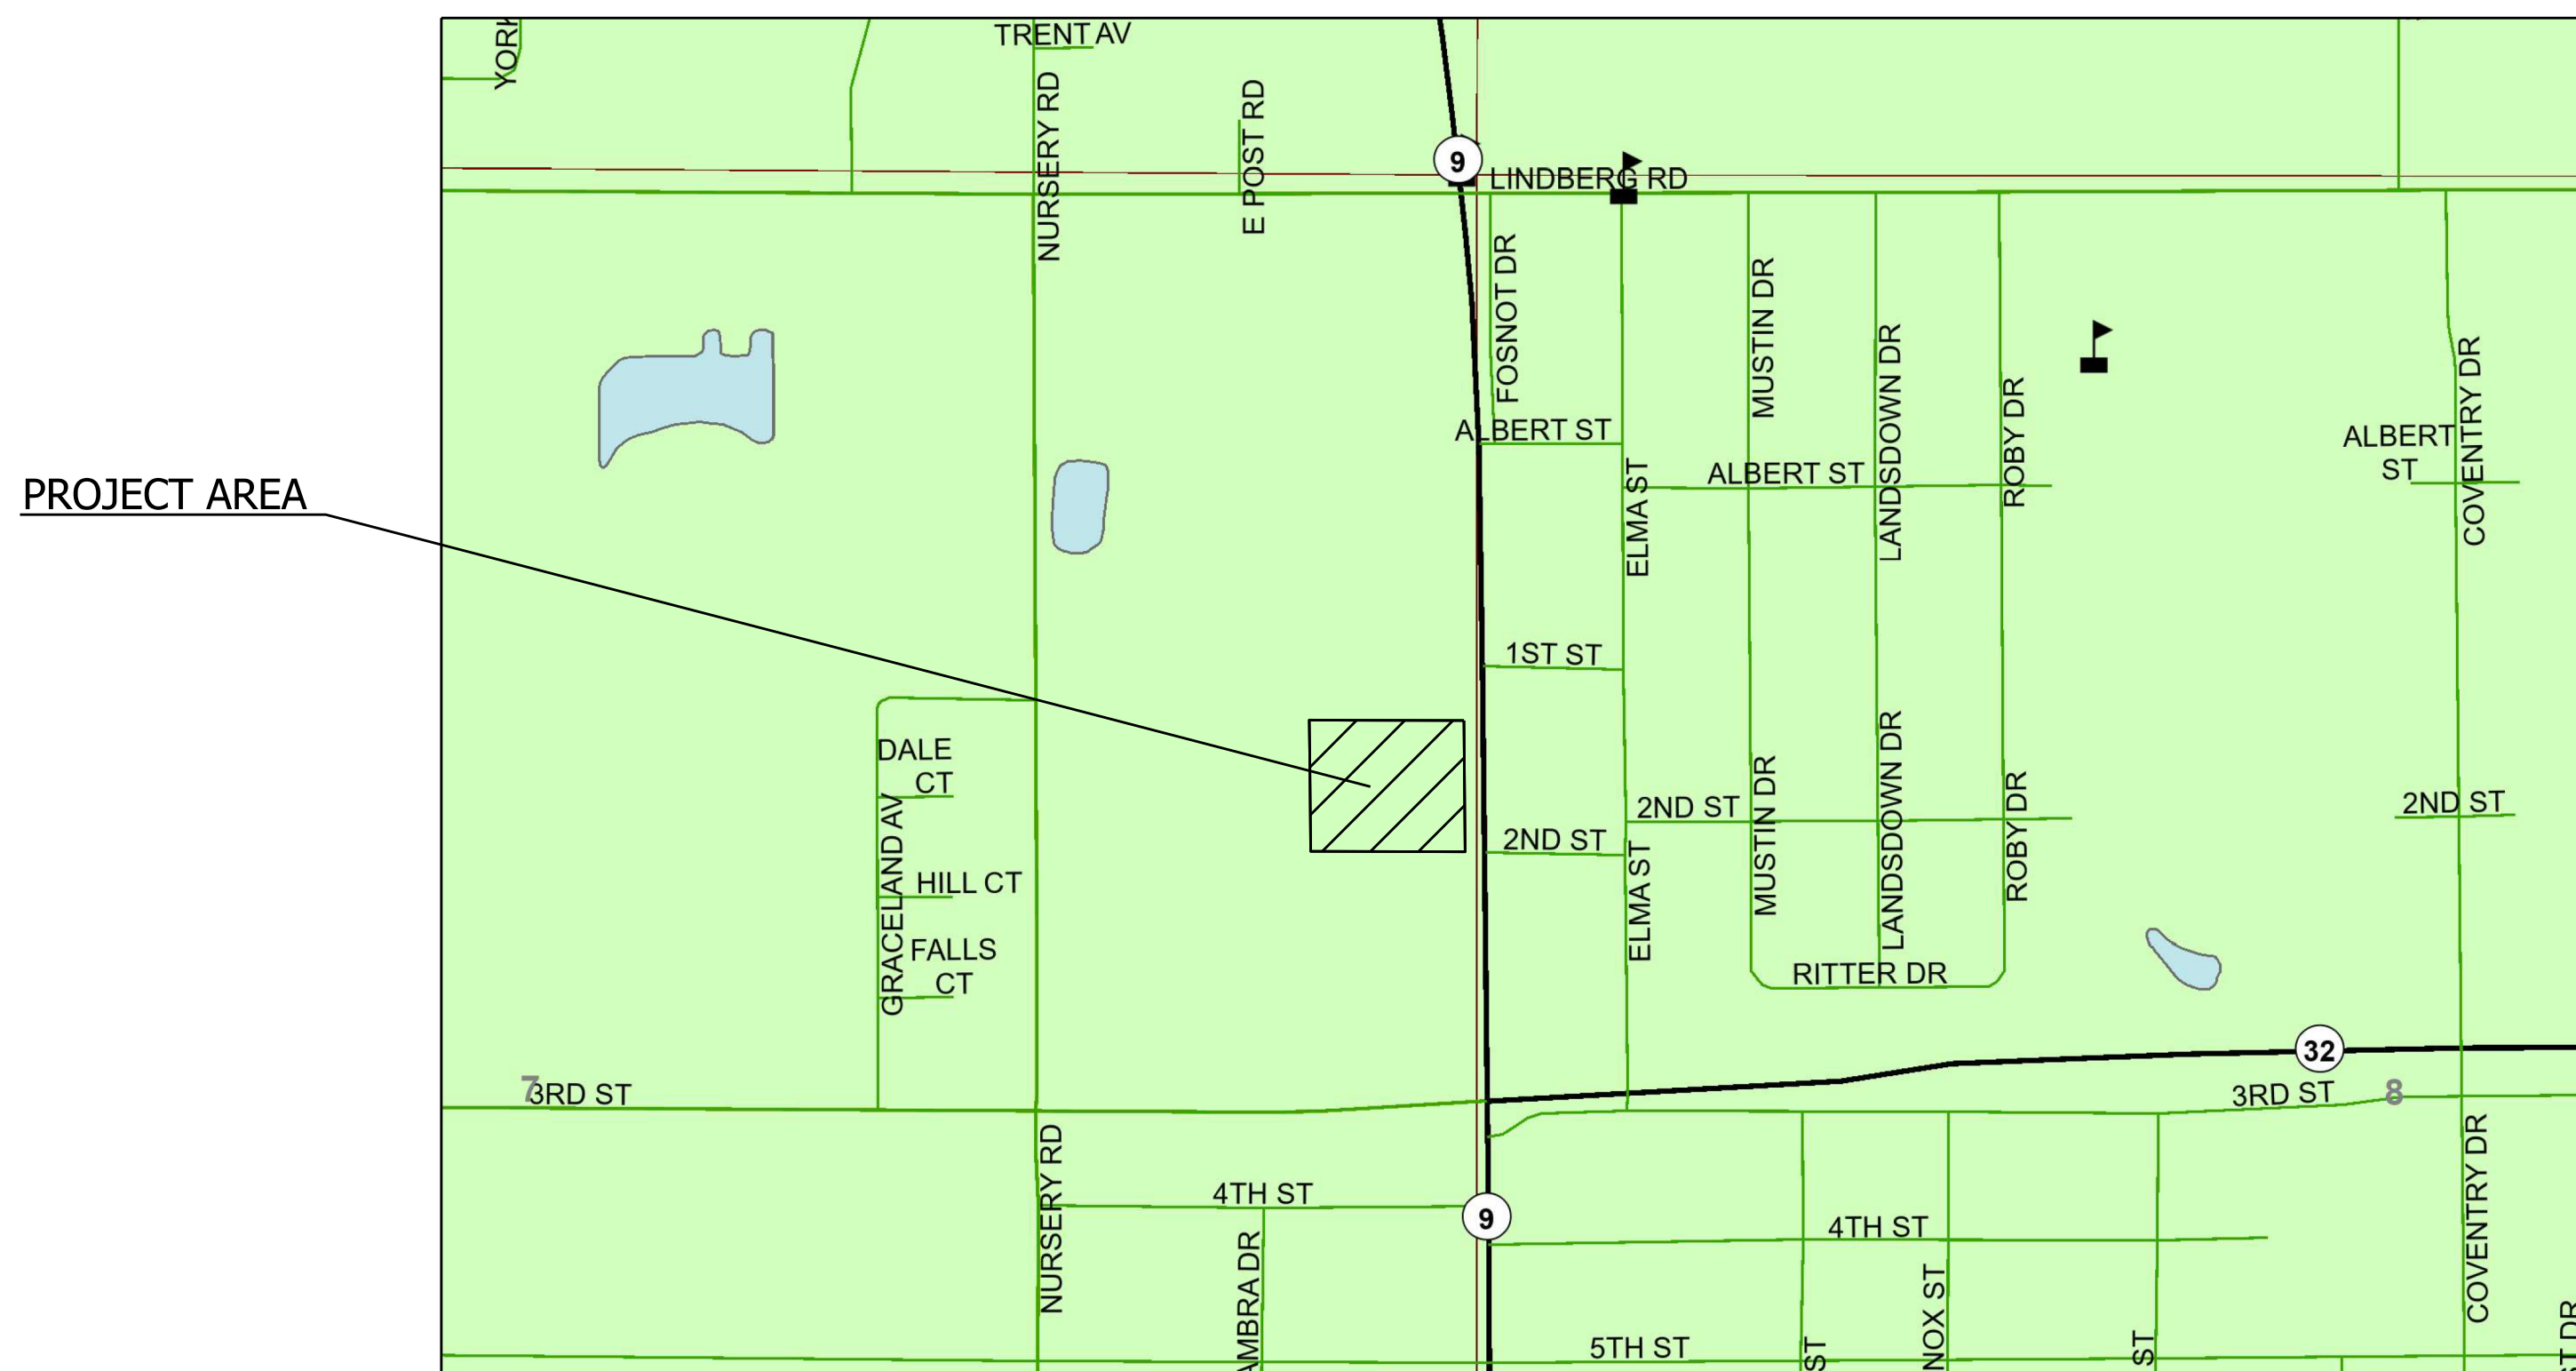 YORK
TRENT AV
NURSERY RD
E POST RD
9
LINDBERG RD
FOSNOT DR
MUSTIN DR
LANDSDOWN DR
ROBY DR
COVENTRY DR
ALBERT ST
ALBERT
ST
ALBERT ST
ELMA ST
PROJECT AREA
1ST ST
DALE
CT
GRACELAND AV
HILL CT
FALLS
CT
2ND ST
2ND ST
2ND ST
MUSTIN DR
LANDSDOWN DR
ROBY DR
ELMA ST
RITTER DR
32
7
3RD ST
3RD ST
8
NURSERY RD
4TH ST
9
4TH ST
COVENTRY DR
AMBRA DR
NOX ST
5TH ST
ST
ST
DR